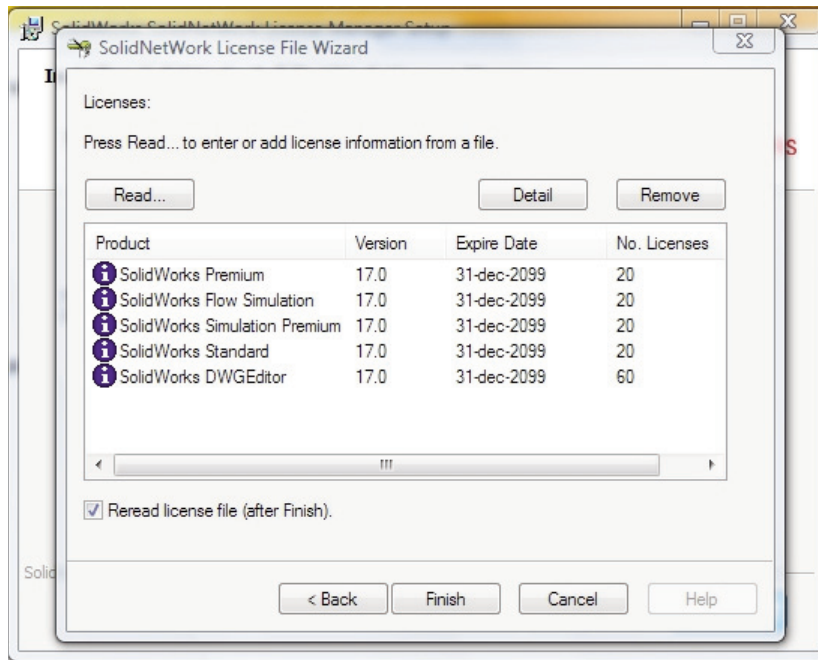 SolidNetWork License File Wizard
Licenses:
Press Read... to enter or add license information from a file.
Read... Detail Remove
Product Version Expire Date No. Licenses
SolidWorks Premium 17.0 31-dec-2099 20
SolidWorks Flow Simulation 17.0 31-dec-2099 20
SolidWorks Simulation Premium 17.0 31-dec-2099 20
SolidWorks Standard 17.0 31-dec-2099 20
SolidWorks DWGEditor 17.0 31-dec-2099 60
Reread license file (after Finish).
< Back Finish Cancel Help